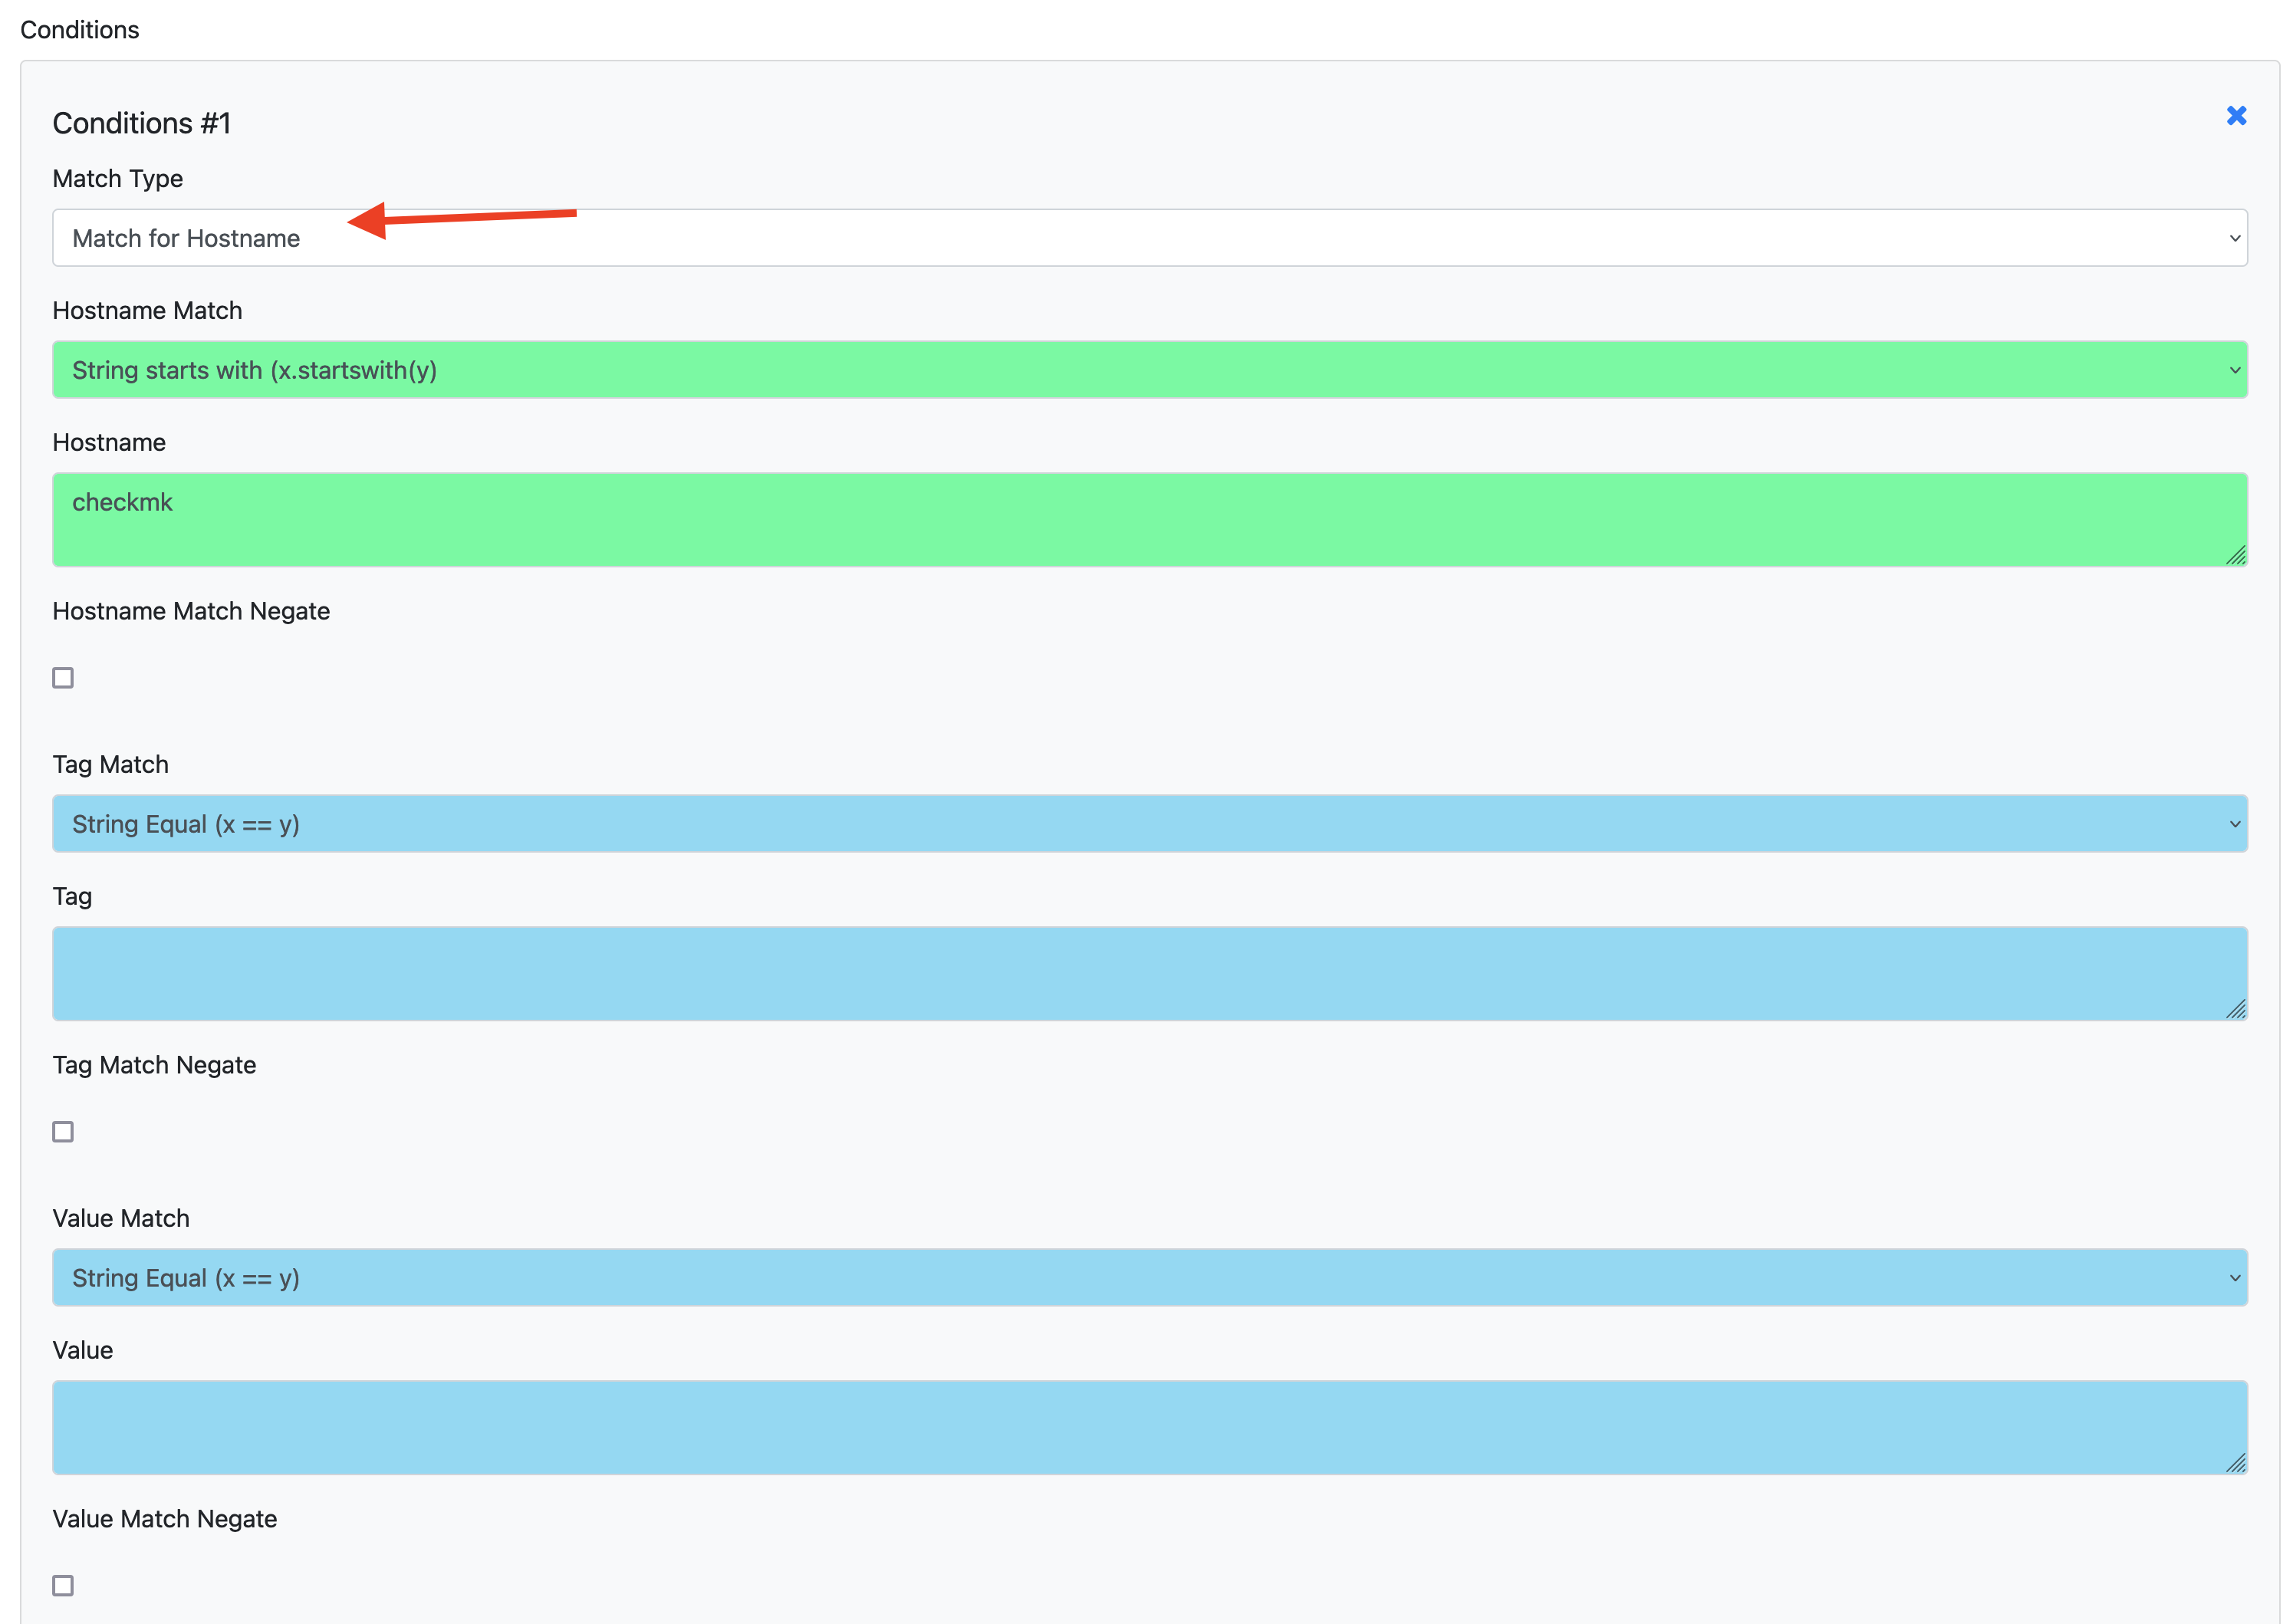 Conditions
Conditions #1
Match Type
Match for Hostname
Hostname Match
String starts with (x.startswith(y)
Hostname
checkmk
Hostname Match Negate
Tag Match
String Equal (x == y)
Tag
Tag Match Negate
Value Match
String Equal (x == y)
Value
Value Match Negate